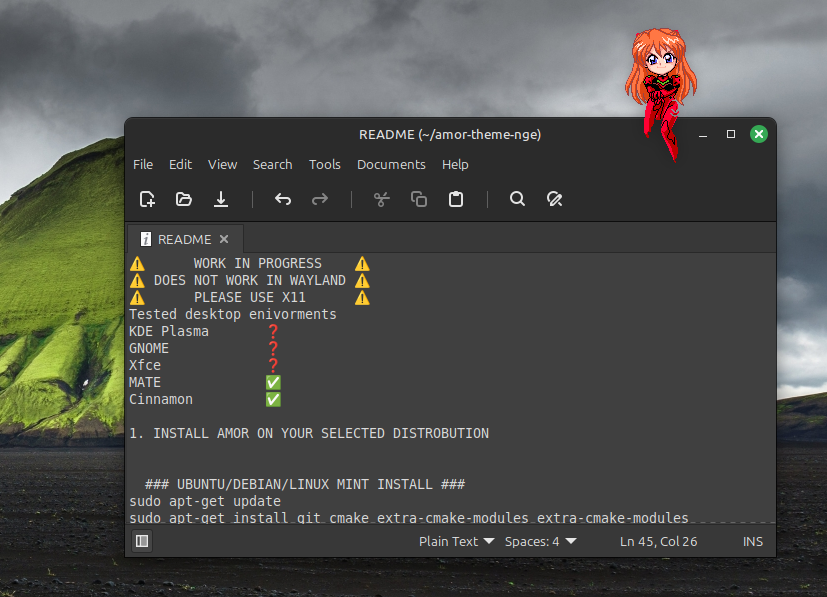 README (~/amor-theme-nge)
File Edit View Search Tools Documents Help
README
⚠️ WORK IN PROGRESS ⚠️
⚠️ DOES NOT WORK IN WAYLAND ⚠️
⚠️ PLEASE USE X11 ⚠️
Tested desktop enivorments
KDE Plasma ❓
GNOME ❓
Xfce ❓
MATE ✅
Cinnamon ✅
1. INSTALL AMOR ON YOUR SELECTED DISTROBUTION
### UBUNTU/DEBIAN/LINUX MINT INSTALL ###
sudo apt-get update
sudo apt-get install git cmake extra-cmake-modules extra-cmake-modules
Plain Text Spaces: 4 Ln 45, Col 26 INS